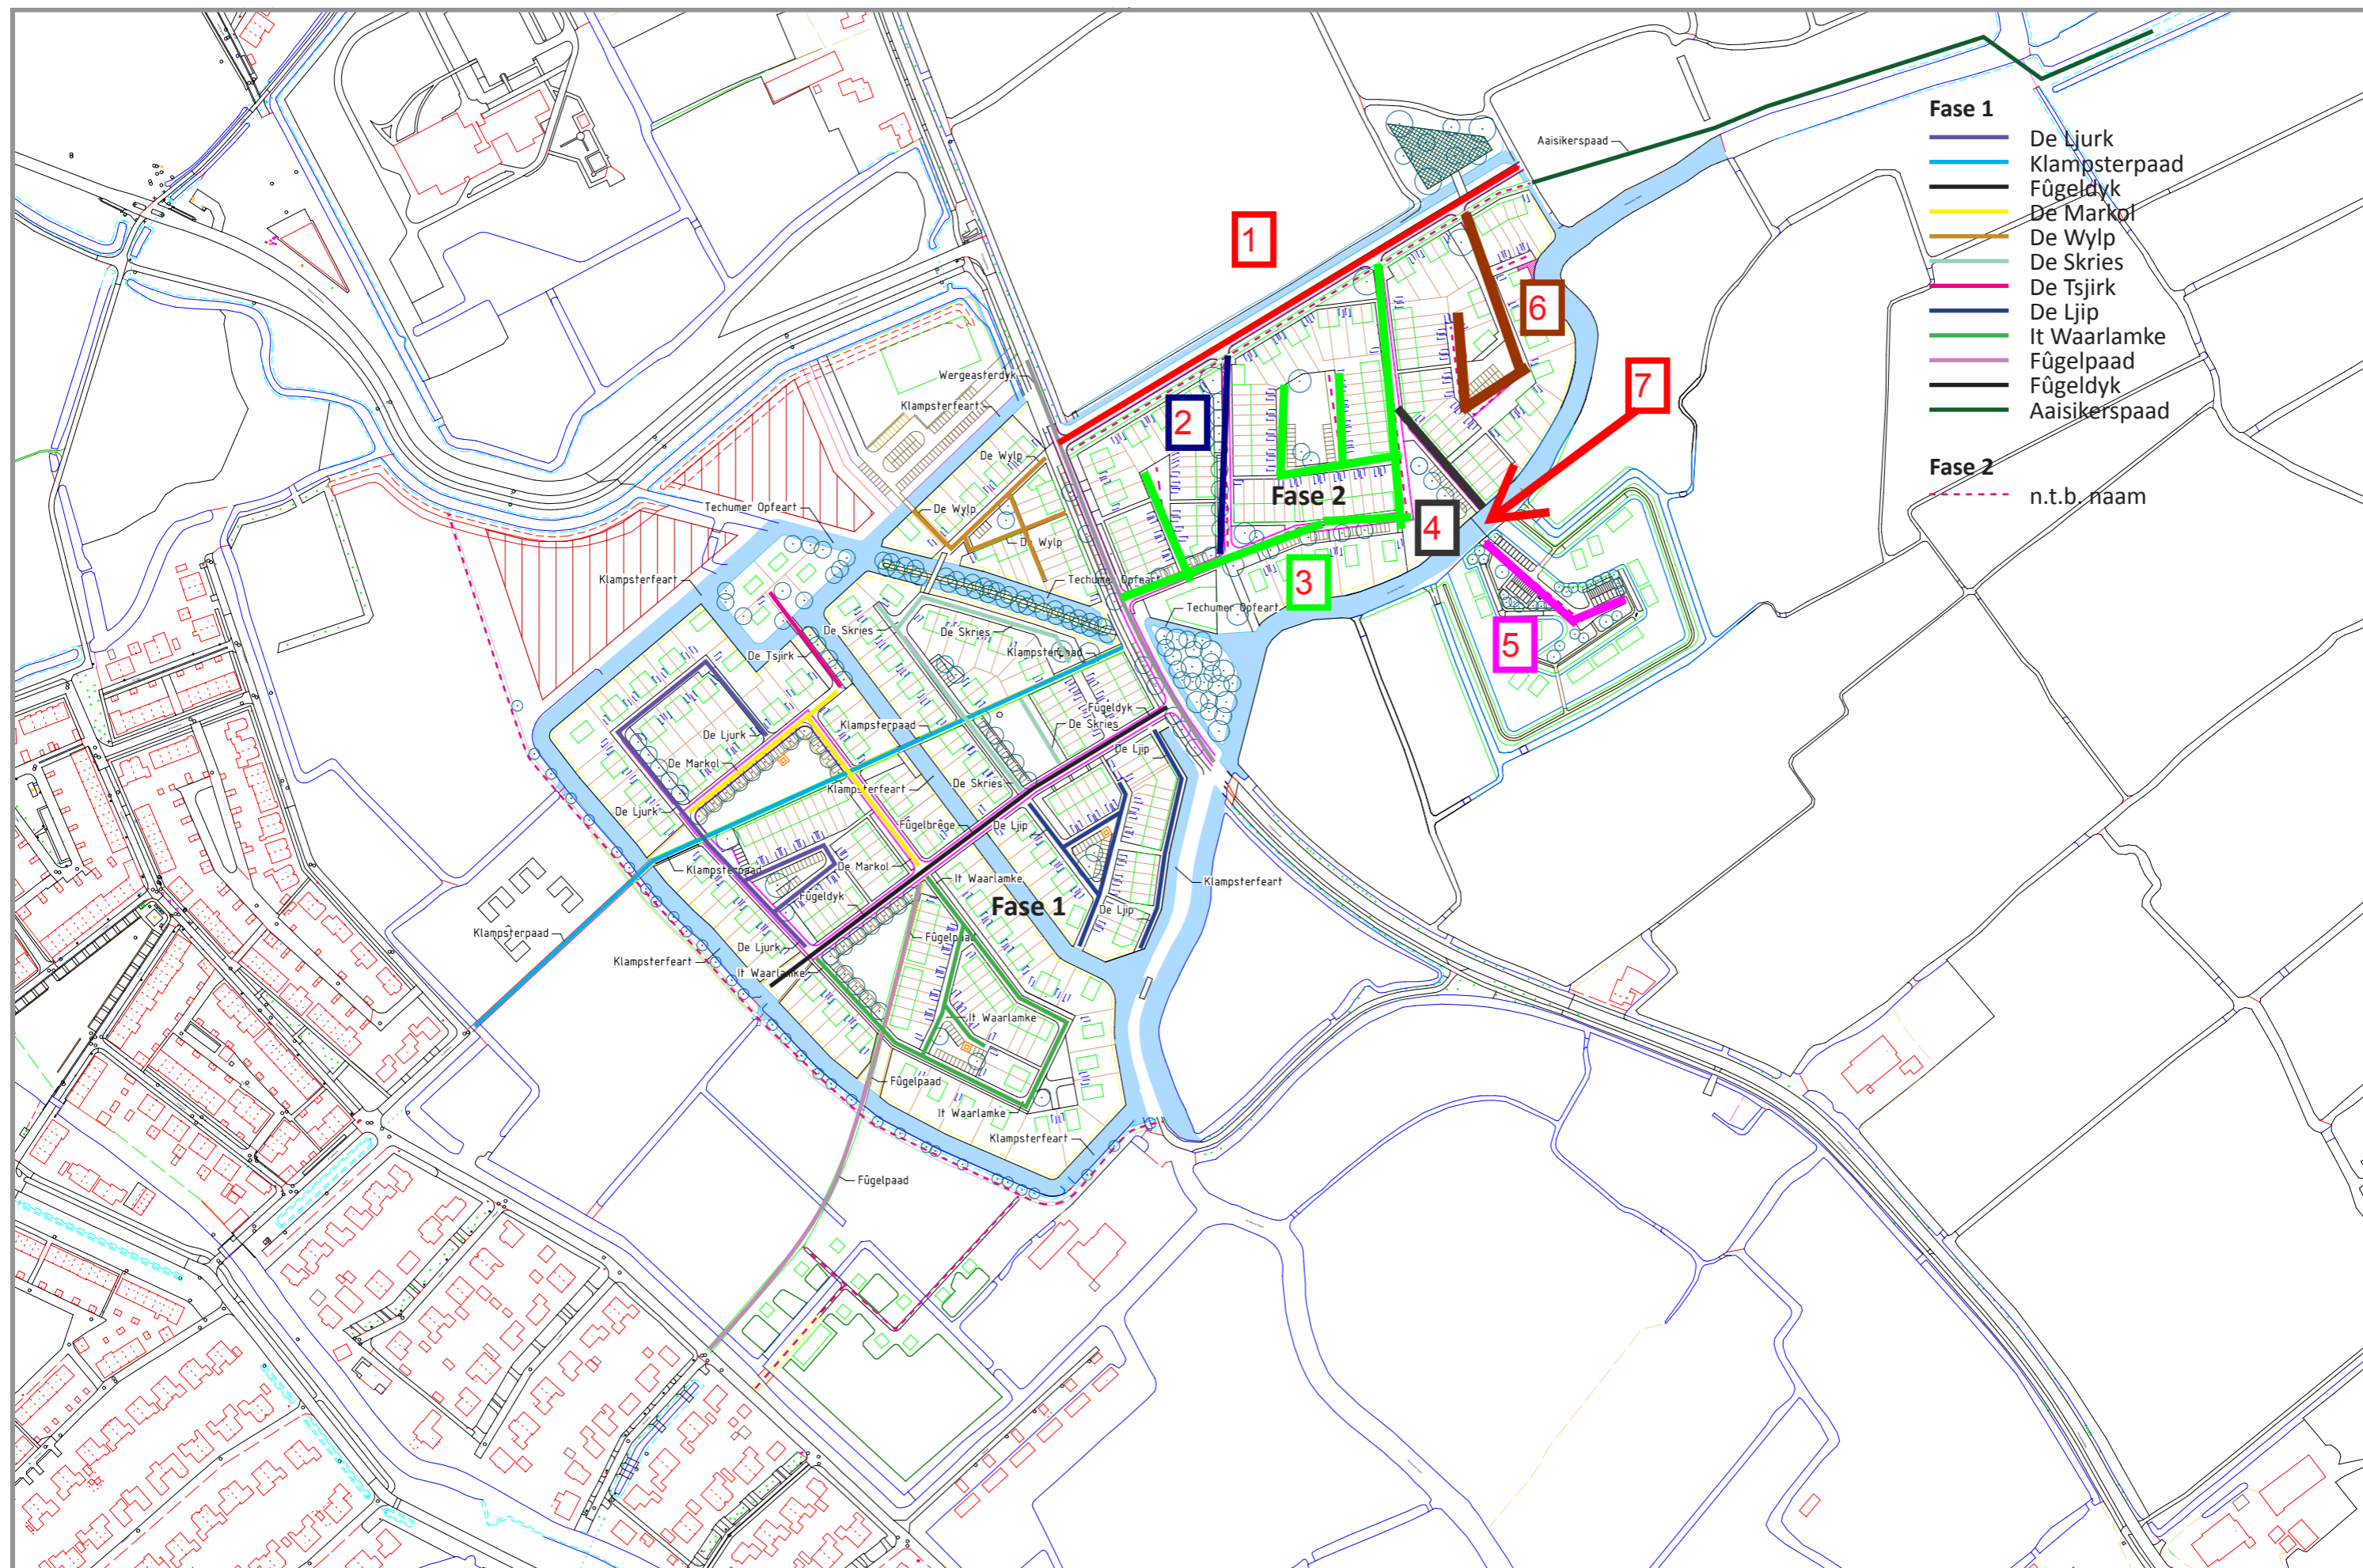 Aaisikerspaad
Fase 1
De Ljurk
Klampsterpaad
Fûgeldyk
De Markol
De Wylp
De Skries
De Tsjirk
De Ljip
It Waarlamke
Fûgelpaad
Fûgeldyk
Aaisikerspaad
Fase 2
n.t.b. naam
1
6
7
2
Wergeasterdyk
Klampsterfeart
De Wylp
Fase 2
Techumer Opfeart
De Wylp
4
De Wylp
Klampsterfeart
Techumer Opfeart
3
Techumer Opfeart
De Skries
De Skries
5
De Tsjirk
Klampsterpaad
Fûgeldyk
Klampsterpaad
De Skries
De Ljurk
De Ljip
De Markol
De Skries
Klampsterfeart
De Ljurk
Fûgelbrêge
De Ljip
De Markol
Klampsterpaad
It Waarlamke
Klampsterfeart
Fûgeldyk
Fase 1
De Ljip
Klampsterpaad
Fûgelpaad
De Ljurk
Klampsterfeart
It Waarlamke
It Waarlamke
Fûgelpaad
It Waarlamke
Klampsterfeart
Fûgelpaad